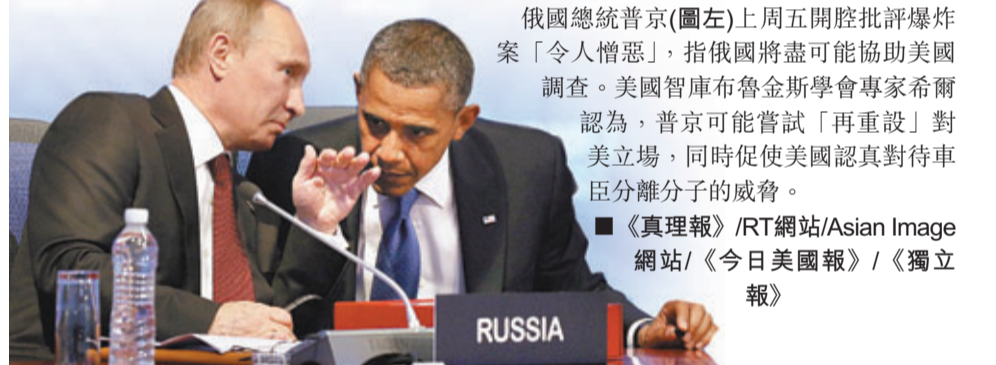 俄國總統普京(圖左)上周五開腔批評爆炸
案「令人憎惡」，指俄國將盡可能協助美國
調查。美國智庫布魯金斯學會專家希爾
認為，普京可能嘗試「再重設」對
美立場，同時促使美國認真對待車
臣分離分子的威脅。
■《真理報》/RT網站/Asian Image
網站/《今日美國報》/《獨立
報》
RUSSIA